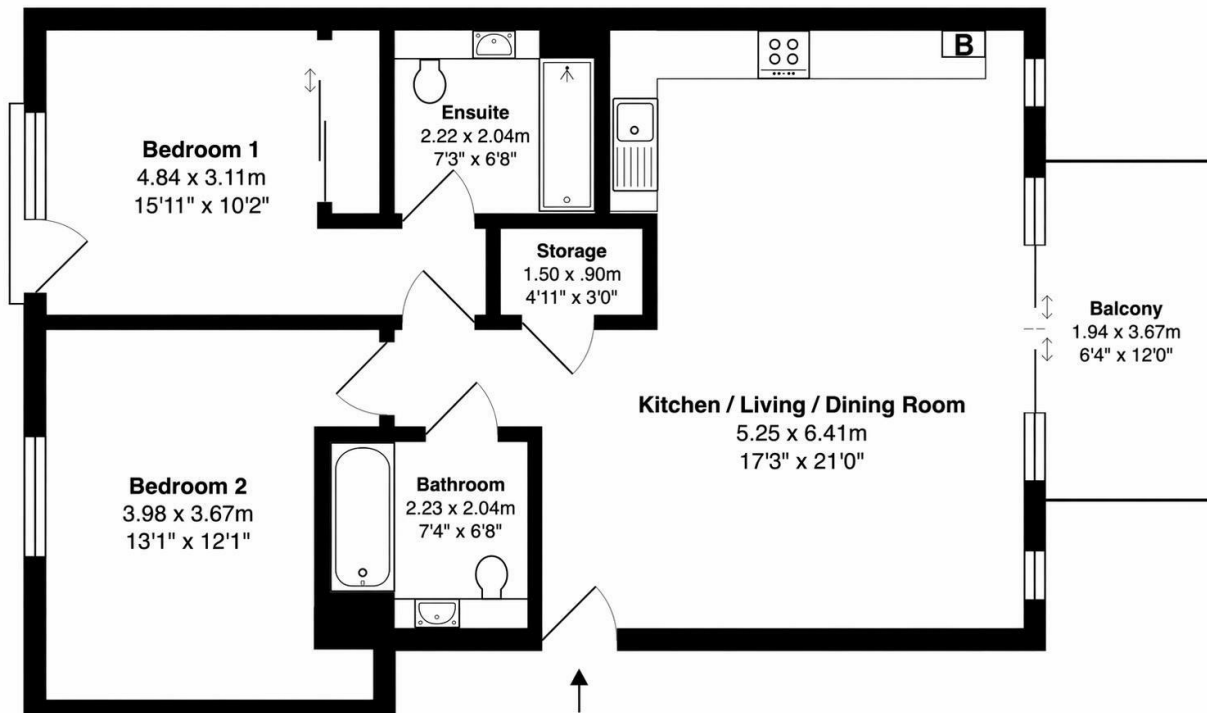 B
Ensuite
2.22 x 2.04m
7'3" x 6'8"
Bedroom 1
4.84 x 3.11m
15'11" x 10'2"
Storage
1.50 x .90m
4'11" x 3'0"
Balcony
1.94 x 3.67m
6'4" x 12'0"
Kitchen / Living / Dining Room
5.25 x 6.41m
17'3" x 21'0"
Bedroom 2
3.98 x 3.67m
13'1" x 12'1"
Bathroom
2.23 x 2.04m
7'4" x 6'8"